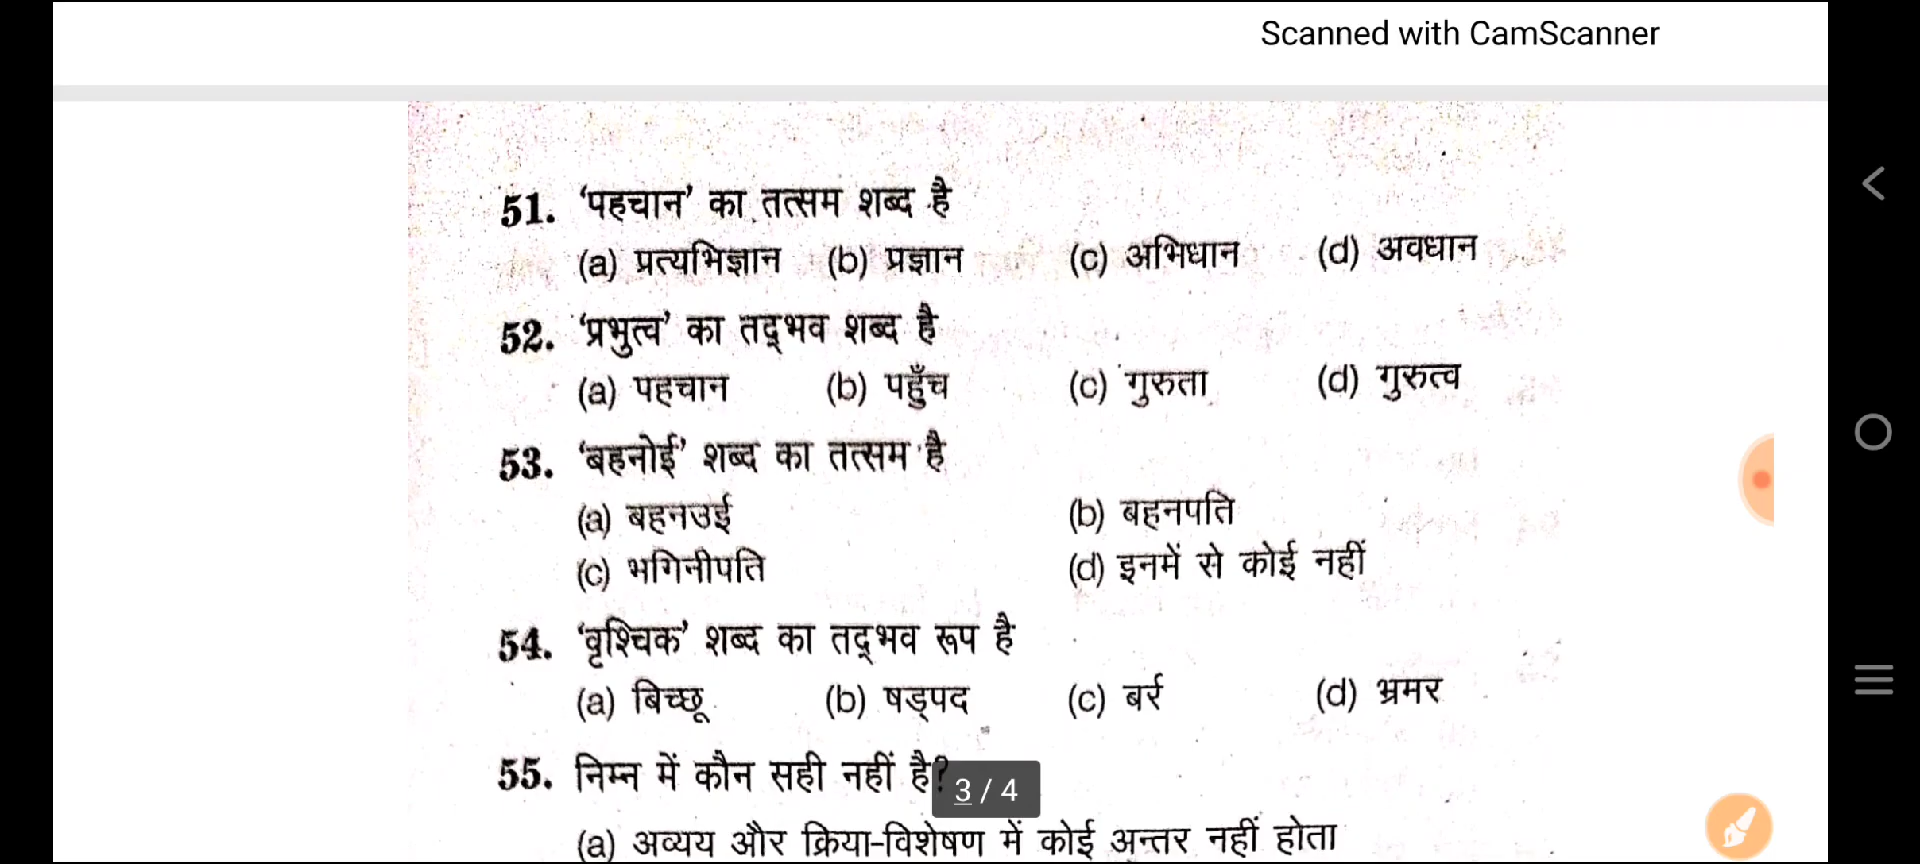 Scanned with CamScanner
51. ‘पहचान’ का तत्सम शब्द है
(a) प्रत्यभिज्ञान (b) प्रज्ञान (c) अभिधान (d) अवधान
52. ‘प्रभुत्व’ का तद्भव शब्द है
(a) पहचान (b) पहुँच (c) गुरुता (d) गुरुत्व
53. ‘बहनोई’ शब्द का तत्सम है
(a) बहनउई (b) बहनपति
(c) भगिनीपति (d) इनमें से कोई नहीं
54. ‘वृश्चिक’ शब्द का तद्भव रूप है
(a) बिच्छू (b) षड्पद (c) बर्र (d) भ्रमर
55. निम्न में कौन सही नहीं है?
3 / 4
(a) अव्यय और क्रिया-विशेषण में कोई अन्तर नहीं होता